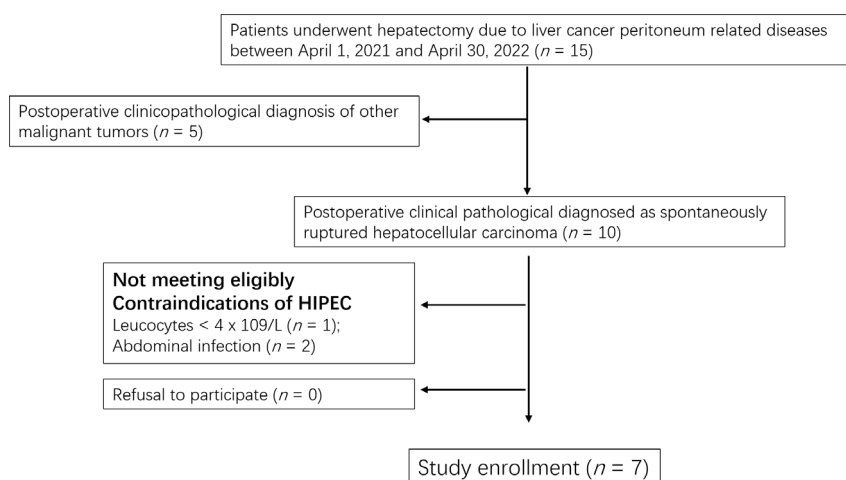 Patients underwent hepatectomy due to liver cancer peritoneum related diseases
between April 1, 2021 and April 30, 2022 (n = 15)
Postoperative clinicopathological diagnosis of other
malignant tumors (n = 5)
Postoperative clinical pathological diagnosed as spontaneously
ruptured hepatocellular carcinoma (n = 10)
Not meeting eligibly
Contraindications of HIPEC
Leucocytes < 4 x 109/L (n = 1);
Abdominal infection (n = 2)
Refusal to participate (n = 0)
Study enrollment (n = 7)